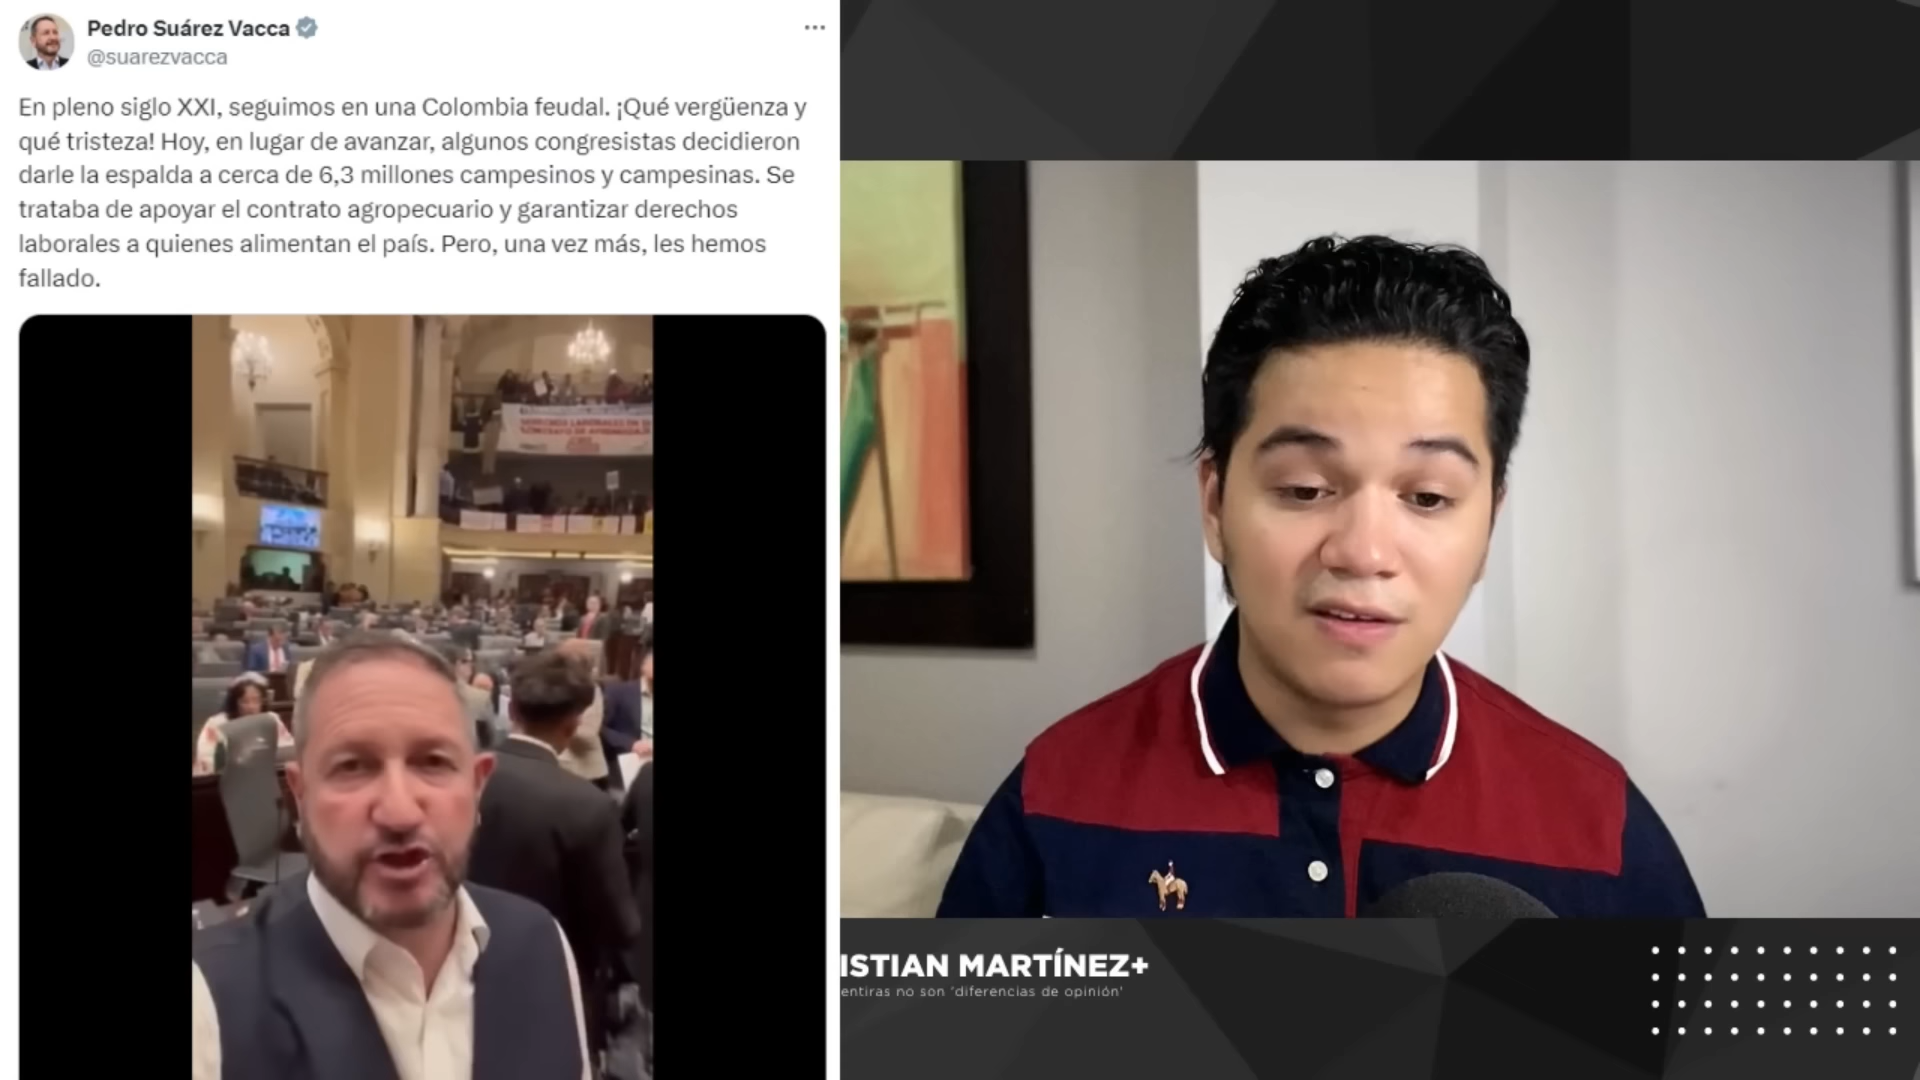 Pedro Suárez Vacca
@suarezvacca
En pleno siglo XXI, seguimos en una Colombia feudal. ¡Qué vergüenza y
qué tristeza! Hoy, en lugar de avanzar, algunos congresistas decidieron
darle la espalda a cerca de 6,3 millones campesinos y campesinas. Se
trataba de apoyar el contrato agropecuario y garantizar derechos
laborales a quienes alimentan el país. Pero, una vez más, les hemos
fallado.
ISTIAN MARTÍNEZ+
entiras no son 'diferencias de opinión'